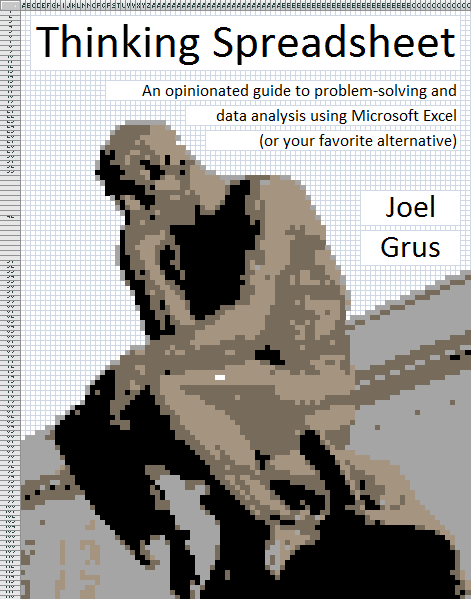 Thinking Spreadsheet
An opinionated guide to problem-solving and
data analysis using Microsoft Excel
(or your favorite alternative)
Joel
Grus